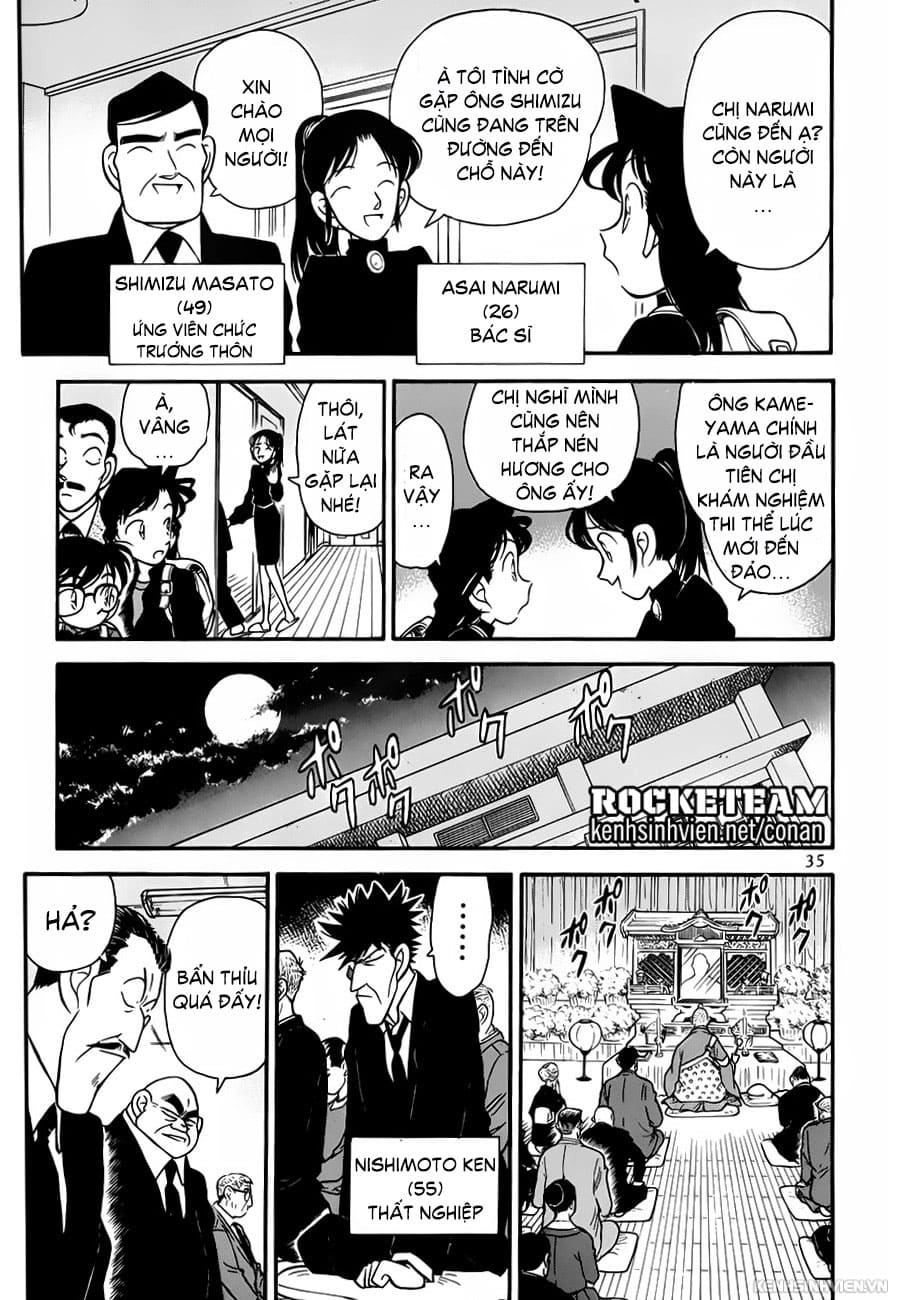 CHỊ NARUMI
CŨNG ĐẾN Ạ?
CÒN NGƯỜI
NÀY LÀ
...
À TÔI TÌNH CỜ
GẶP ÔNG SHIMIZU
CŨNG ĐANG TRÊN
ĐƯỜNG ĐẾN
CHỖ NÀY!
XIN
CHÀO
MỌI
NGƯỜI!
ASAI NARUMI
(26)
BÁC SĨ
SHIMIZU MASATO
(49)
ỨNG VIÊN CHỨC
TRƯỞNG THÔN
ÔNG KAME-
YAMA CHÍNH
LÀ NGƯỜI ĐẦU
TIÊN CHỊ
KHÁM NGHIỆM
THI THỂ LÚC
MỚI ĐẾN
ĐẢO...
CHỊ NGHĨ MÌNH
CŨNG NÊN
THẮP NÉN
HƯƠNG CHO
ÔNG ẤY!
RA
VẬY
...
THÔI,
LÁT
NỮA
GẶP LẠI
NHÉ!
À,
VÂNG
...
ポク
ポク
ポク
ポク
ROCKETEAM
kenhsinhvien.net/conan
35
ポク
ポク
ポク
......
NISHIMOTO KEN
(55)
THẤT NGHIỆP
BẨN THỈU
QUÁ ĐẤY!
HẢ?
KENHSINHVIEN.VN